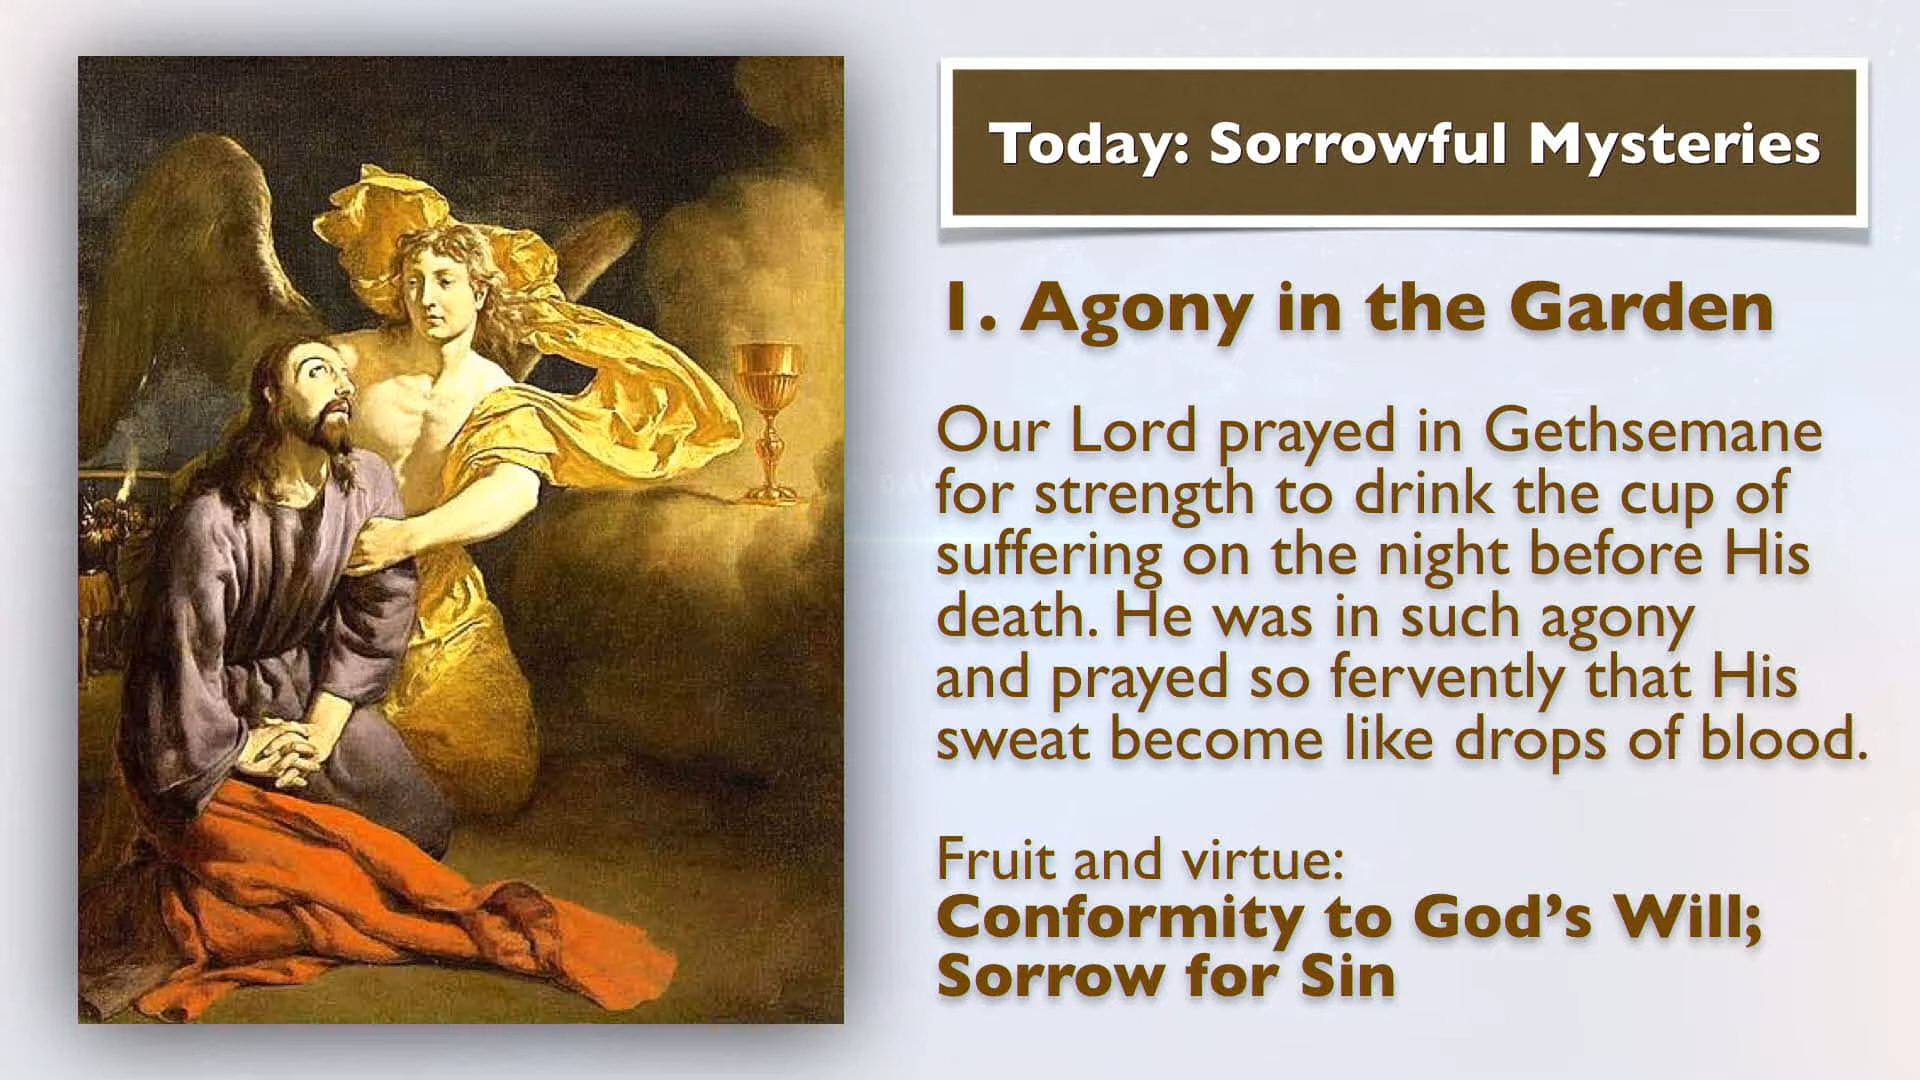 Today: Sorrowful Mysteries
1. Agony in the Garden
Our Lord prayed in Gethsemane
for strength to drink the cup of
suffering on the night before His
death. He was in such agony
and prayed so fervently that His
sweat become like drops of blood.
Fruit and virtue:
Conformity to God’s Will;
Sorrow for Sin